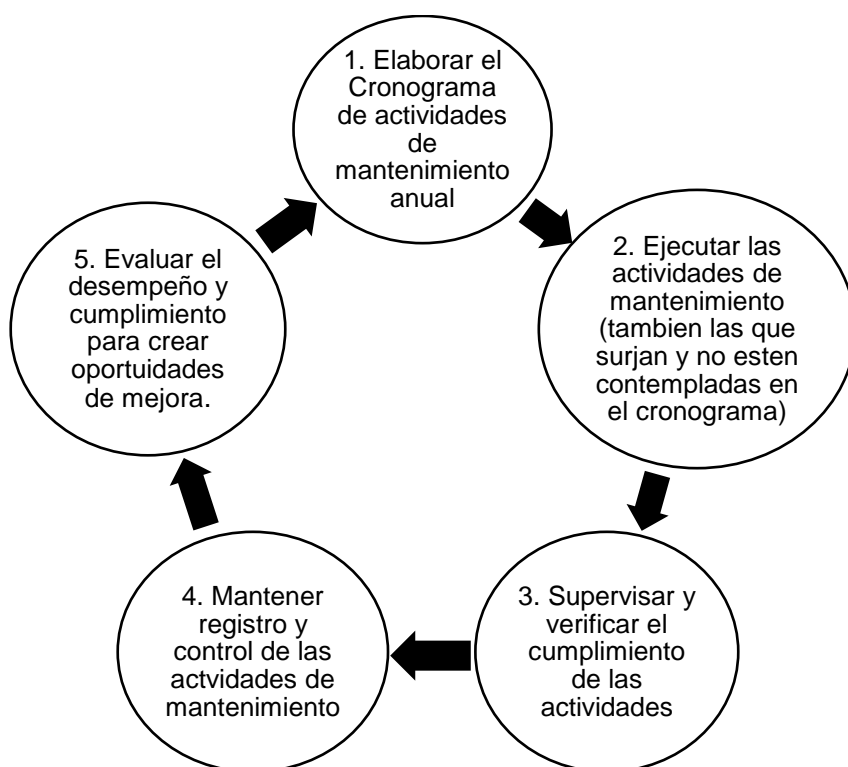 1. Elaborar el
Cronograma
de actividades
de
mantenimiento
anual
2. Ejecutar las
actividades de
mantenimiento
(tambien las que
surjan y no esten
contempladas en
el cronograma)
3. Supervisar y
verificar el
cumplimiento
de las
actividades
4. Mantener
registro y
control de las
actvidades de
mantenimiento
5. Evaluar el
desempeño y
cumplimiento
para crear
oportuidades
de mejora.